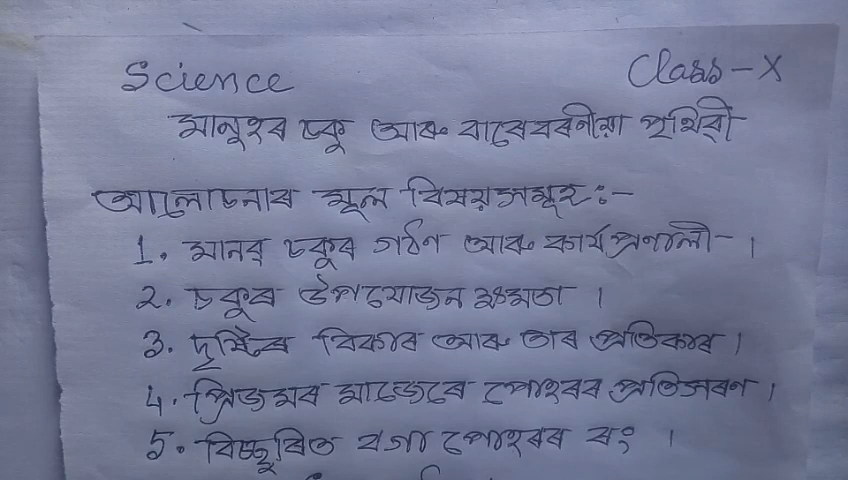 Science Class-X
মানুহৰ চকু আৰু বাৰেবৰণীয়া পৃথিৱী
আলোচনাৰ মূল বিষয়সমূহ :-
1. মানৱ চকুৰ গঠণ আৰু কাৰ্যপ্ৰণালী - ।
2. চকুৰ উপযোজন ক্ষমতা ।
3. দৃষ্টিৰ বিকাৰ আৰু তাৰ প্ৰতিকাৰ ।
4. প্ৰিজমৰ মাজেৰে পোহৰৰ প্ৰতিসৰণ ।
5. বিচ্ছুৰিত বগা পোহৰৰ ৰং ।